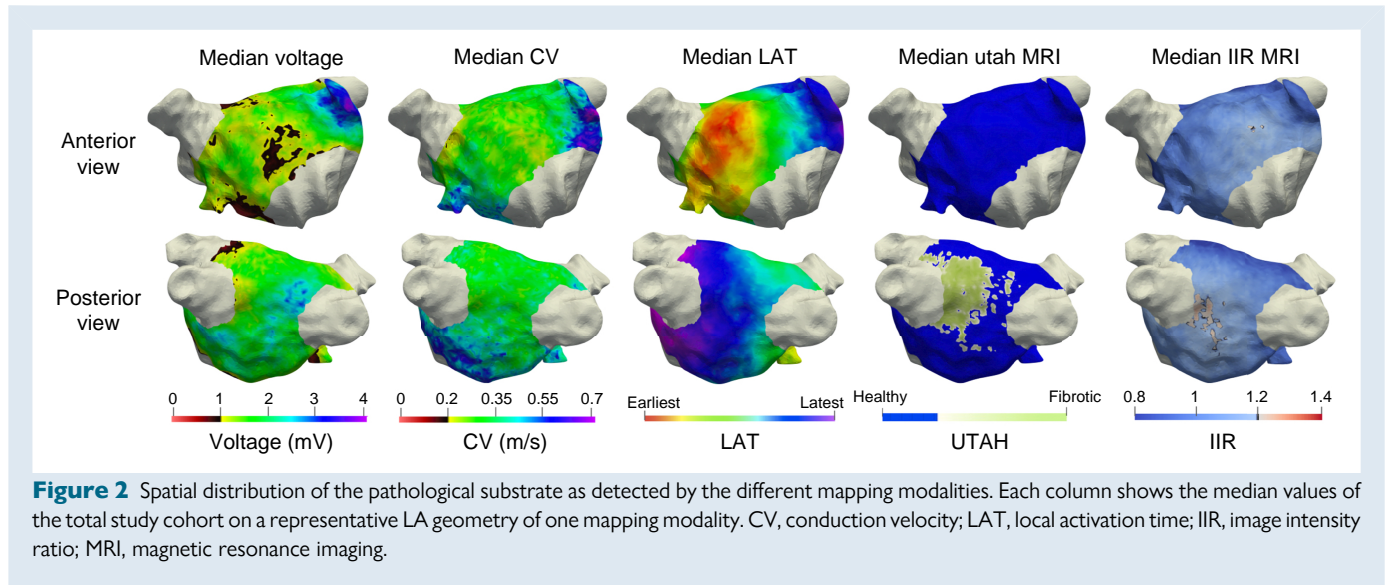 Median voltage
Median CV
Median LAT
Median utah MRI
Median IIR MRI
Anterior
view
Posterior
view
0 1 2 3 4
Voltage (mV)
0 0.2 0.35 0.55 0.7
CV (m/s)
Earliest Latest
LAT
Healthy Fibrotic
UTAH
0.8 1 1.2 1.4
IIR
Figure 2 Spatial distribution of the pathological substrate as detected by the different mapping modalities. Each column shows the median values of
the total study cohort on a representative LA geometry of one mapping modality. CV, conduction velocity; LAT, local activation time; IIR, image intensity
ratio; MRI, magnetic resonance imaging.